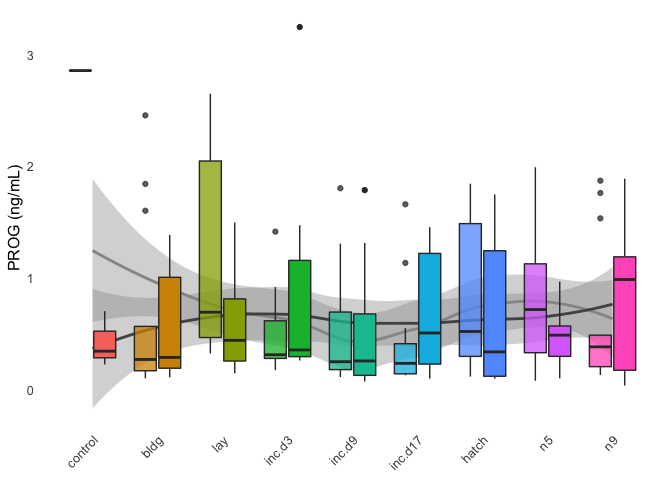 3
2
1
0
PROG (ng/mL)
control
bldg
lay
inc.d3
inc.d9
inc.d17
hatch
n5
n9